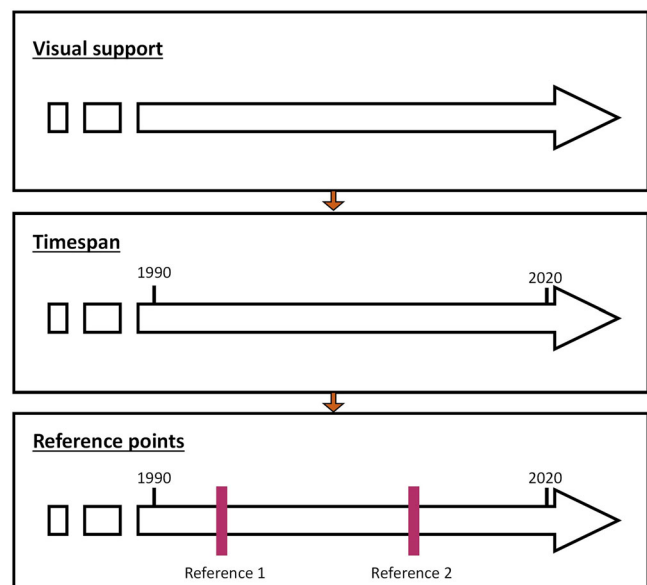 Visual support
Timespan
1990
2020
Reference points
1990
2020
Reference 1
Reference 2